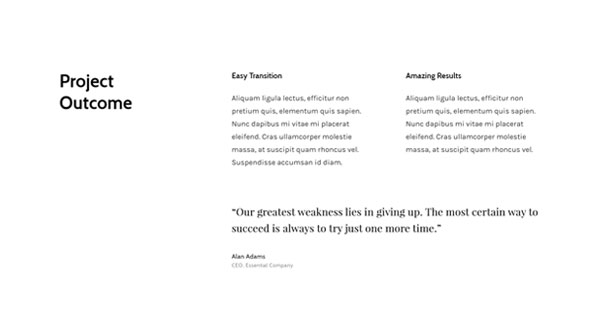 Project
Outcome
Easy Transition
Aliquam ligula lectus, efficitur non
pretium quis, elementum quis sapien.
Nunc dapibus mi vitae mi placerat
eleifend. Cras ullamcorper molestie
massa, at suscipit quam rhoncus vel.
Suspendisse accumsan id diam.
Amazing Results
Aliquam ligula lectus, efficitur non
pretium quis, elementum quis sapien.
Nunc dapibus mi vitae mi placerat
eleifend. Cras ullamcorper molestie
massa, at suscipit quam rhoncus vel.
“Our greatest weakness lies in giving up. The most certain way to
succeed is always to try just one more time.”
Alan Adams
CEO, Essential Company